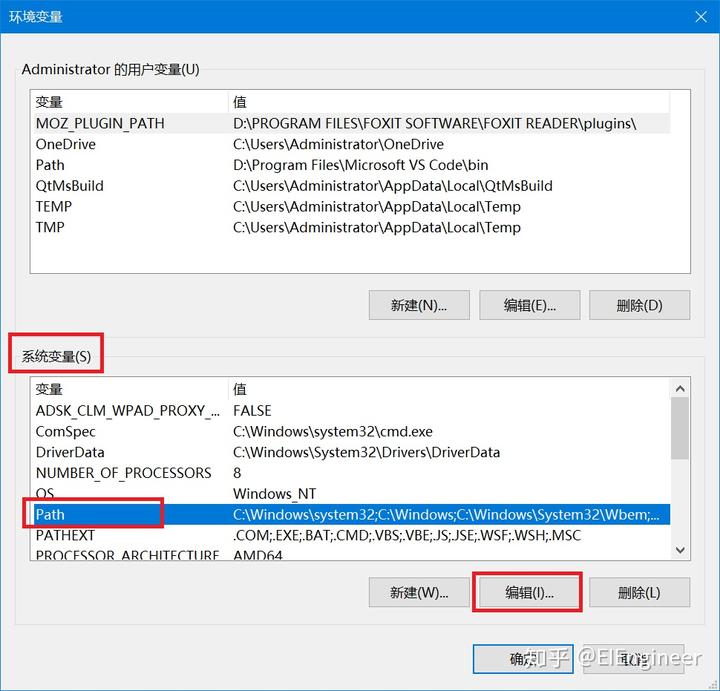 环境变量
Administrator 的用户变量(U)
变量 值
MOZ_PLUGIN_PATH D:\PROGRAM FILES\FOXIT SOFTWARE\FOXIT READER\plugins\
OneDrive C:\Users\Administrator\OneDrive
Path D:\Program Files\Microsoft VS Code\bin
QtMsBuild C:\Users\Administrator\AppData\Local\QtMsBuild
TEMP C:\Users\Administrator\AppData\Local\Temp
TMP C:\Users\Administrator\AppData\Local\Temp
新建(N)... 编辑(E)... 删除(D)
系统变量(S)
变量 值
ADSK_CLM_WPAD_PROXY_... FALSE
ComSpec C:\Windows\system32\cmd.exe
DriverData C:\Windows\System32\Drivers\DriverData
NUMBER_OF_PROCESSORS 8
OS Windows_NT
Path C:\Windows\system32;C:\Windows;C:\Windows\System32\Wbem;...
PATHEXT .COM;.EXE;.BAT;.CMD;.VBS;.VBE;.JS;.JSE;.WSF;.WSH;.MSC
PROCESSOR_ARCHITECTURE AMD64
新建(W)... 编辑(I)... 删除(L)
确定 取消
知乎 @EIEngineer